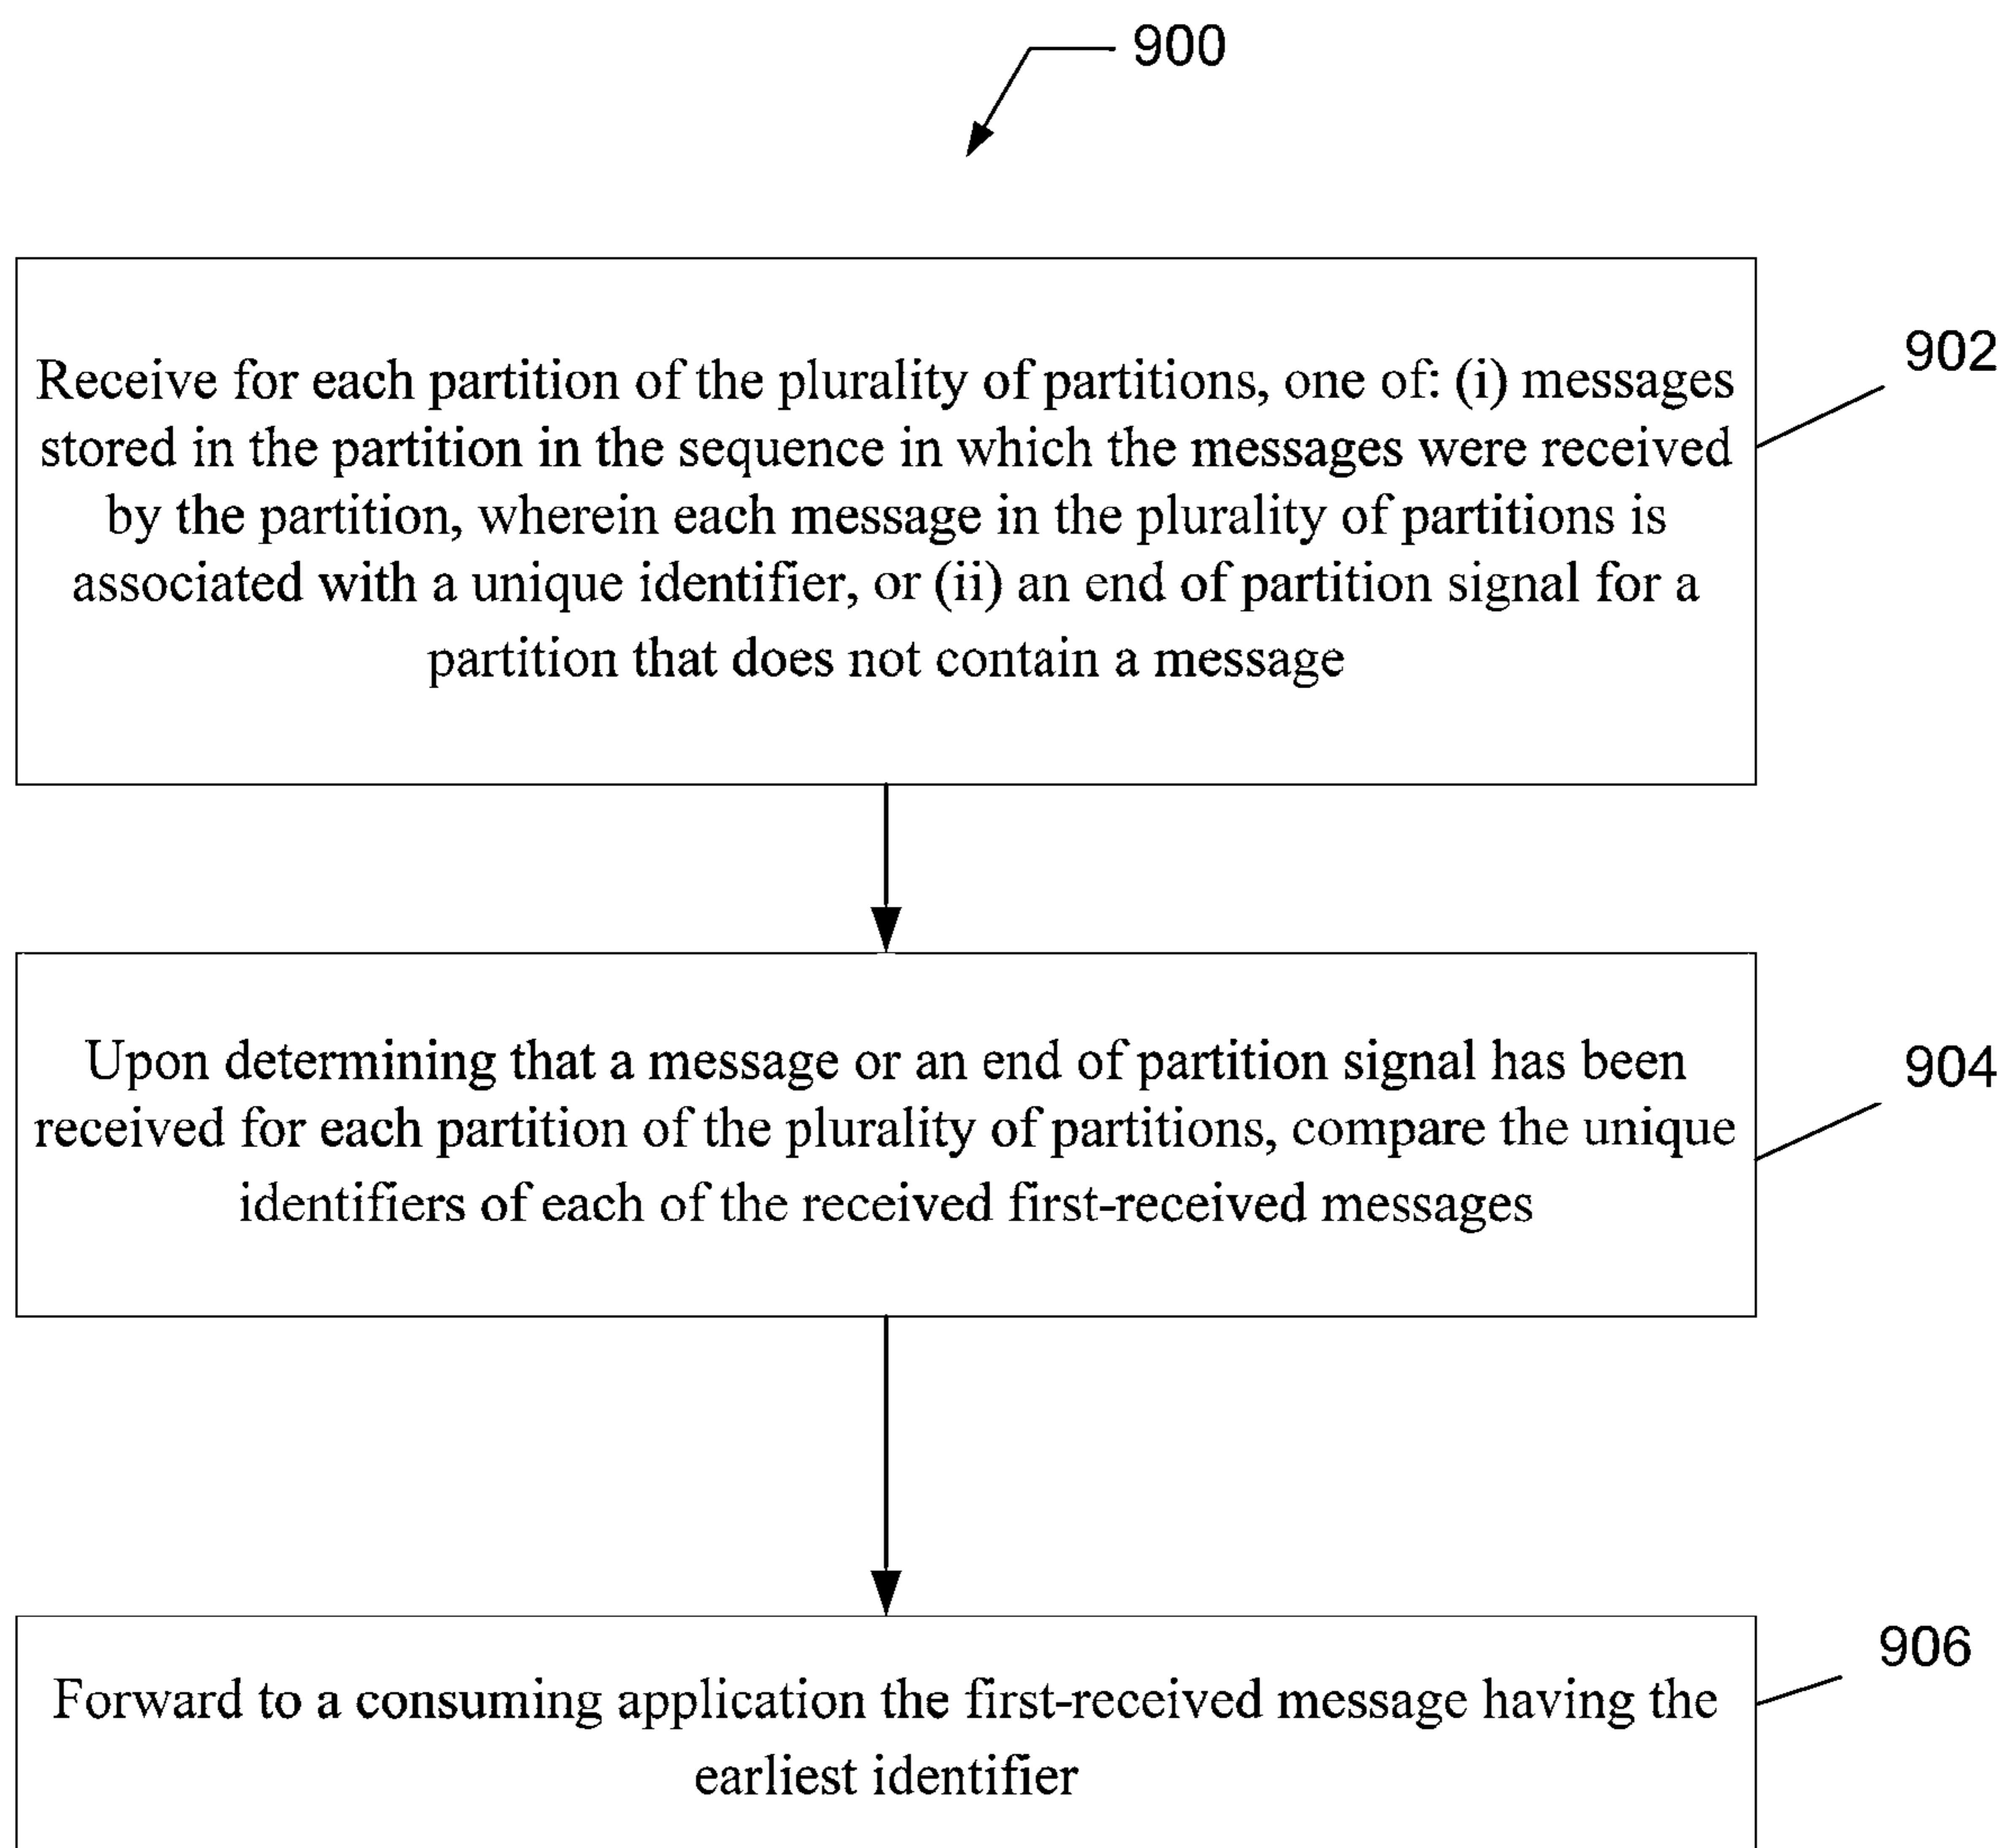 900
Receive for each partition of the plurality of partitions, one of: (i) messages
stored in the partition in the sequence in which the messages were received
by the partition, wherein each message in the plurality of partitions is
associated with a unique identifier, or (ii) an end of partition signal for a
partition that does not contain a message
902
Upon determining that a message or an end of partition signal has been
received for each partition of the plurality of partitions, compare the unique
identifiers of each of the received first-received messages
904
Forward to a consuming application the first-received message having the
earliest identifier
906